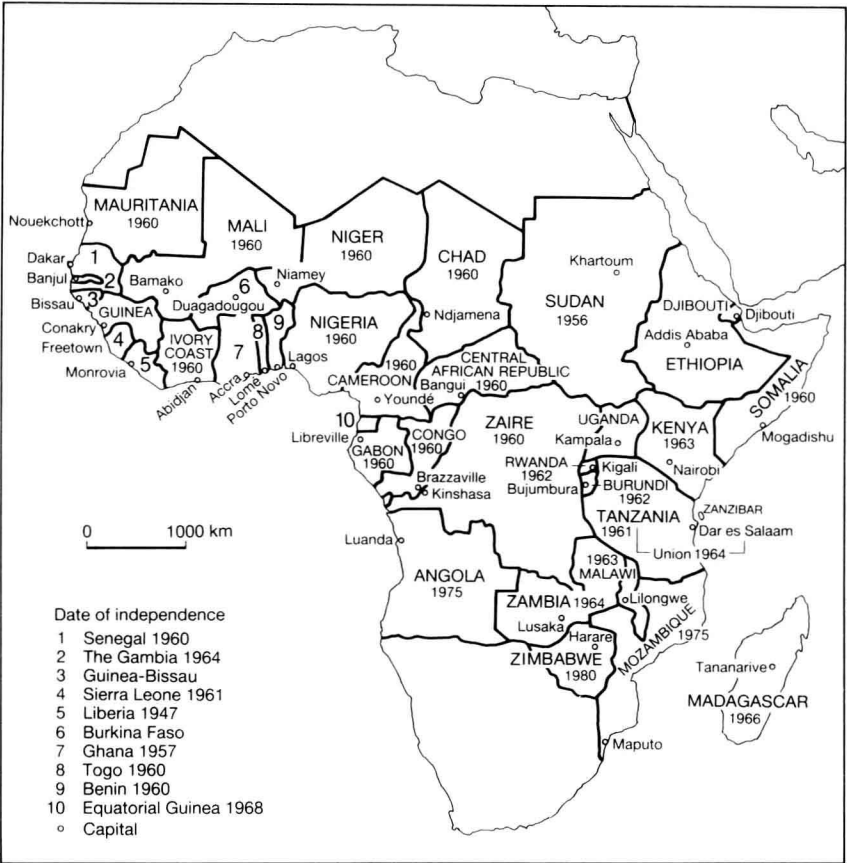 MAURITANIA
1960
Nouekchott
MALI
1960
NIGER
1960
CHAD
1960
Khartoum
SUDAN
1956
Dakar
1
Banjul
2
Bamako
Niamey
6
Duagadougou
Bissau
3
GUINEA
Conakry
Freetown
4
Monrovia
5
IVORY
COAST
1960
Abidjan
7
8
9
Accra
Lomé
Porto Novo
Lagos
NIGERIA
1960
Ndjamena
1960
CAMEROON
Youndé
CENTRAL
AFRICAN REPUBLIC
Bangui
1960
DJIBOUTI
Djibouti
Addis Ababa
ETHIOPIA
SOMALIA
1960
Mogadishu
10
Libreville
GABON
1960
CONGO
1960
ZAIRE
1960
UGANDA
Kampala
KENYA
1963
Nairobi
RWANDA
1962
Kigali
Bujumbura
BURUNDI
1962
Brazzaville
Kinshasa
TANZANIA
1961
ZANZIBAR
Dar es Salaam
Union 1964
0 1000 km
Luanda
ANGOLA
1975
1963
MALAWI
Lilongwe
ZAMBIA 1964
Lusaka
Harare
ZIMBABWE
1980
MOZAMBIQUE
1975
Tananarive
MADAGASCAR
1966
Maputo
Date of independence
1 Senegal 1960
2 The Gambia 1964
3 Guinea-Bissau
4 Sierra Leone 1961
5 Liberia 1947
6 Burkina Faso
7 Ghana 1957
8 Togo 1960
9 Benin 1960
10 Equatorial Guinea 1968
Capital